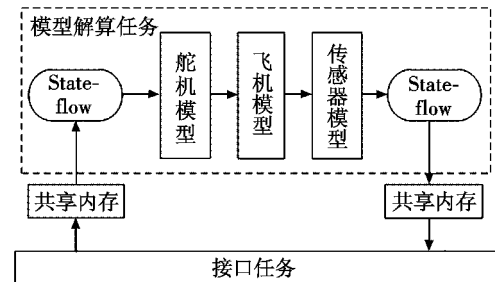 模型解算任务
State-
flow
舵机模型
飞机模型
传感器模型
State-
flow
共享内存
共享内存
接口任务